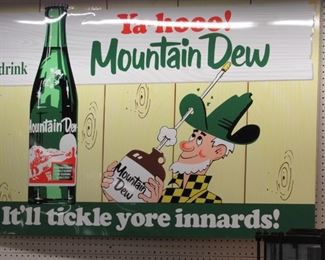 Ya-hooo!
Mountain Dew
drink
Mountain Dew
Mountain
Dew
It'll tickle yore innards!